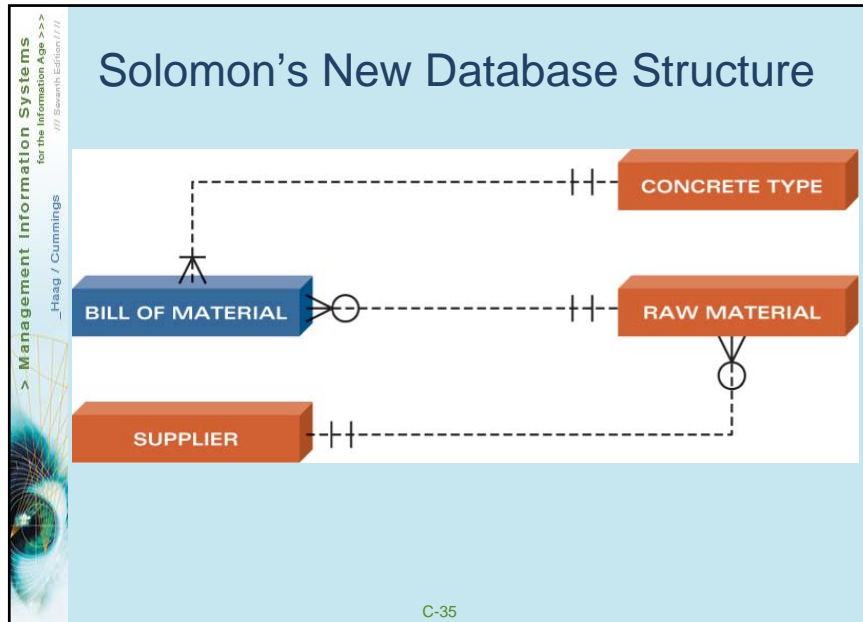 > Management Information Systems
for the Information Age >>>
/// Seventh Edition / / //
_Haag / Cummings
Solomon's New Database Structure
CONCRETE TYPE
BILL OF MATERIAL
RAW MATERIAL
SUPPLIER
C-35